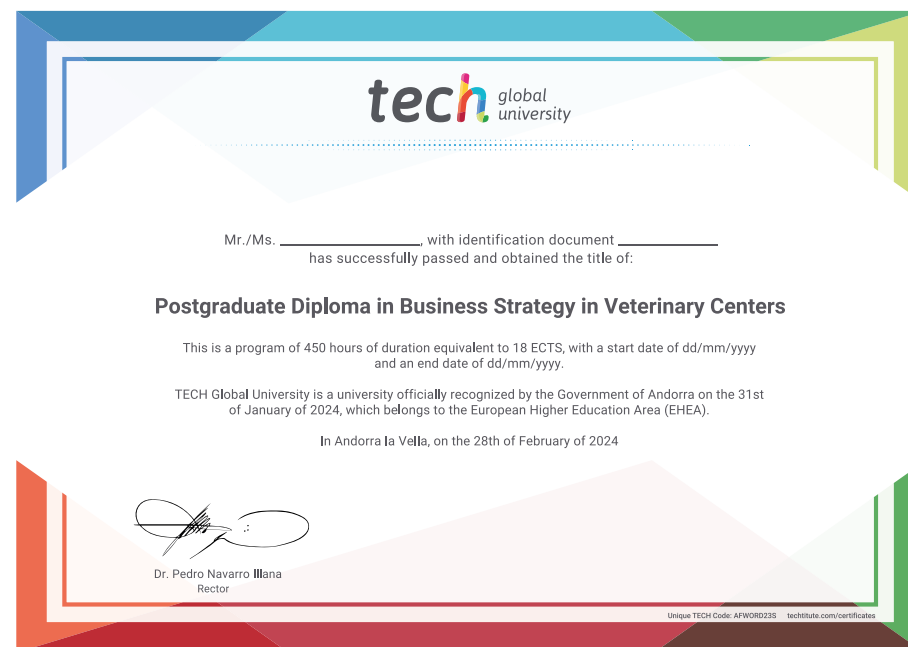 tech global university
Mr./Ms. ____________________, with identification document ______________
has successfully passed and obtained the title of:
Postgraduate Diploma in Business Strategy in Veterinary Centers
This is a program of 450 hours of duration equivalent to 18 ECTS, with a start date of dd/mm/yyyy
and an end date of dd/mm/yyyy.
TECH Global University is a university officially recognized by the Government of Andorra on the 31st
of January of 2024, which belongs to the European Higher Education Area (EHEA).
In Andorra la Vella, on the 28th of February of 2024
Dr. Pedro Navarro Illana
Rector
Unique TECH Code: AFWORD23S techtitute.com/certificates